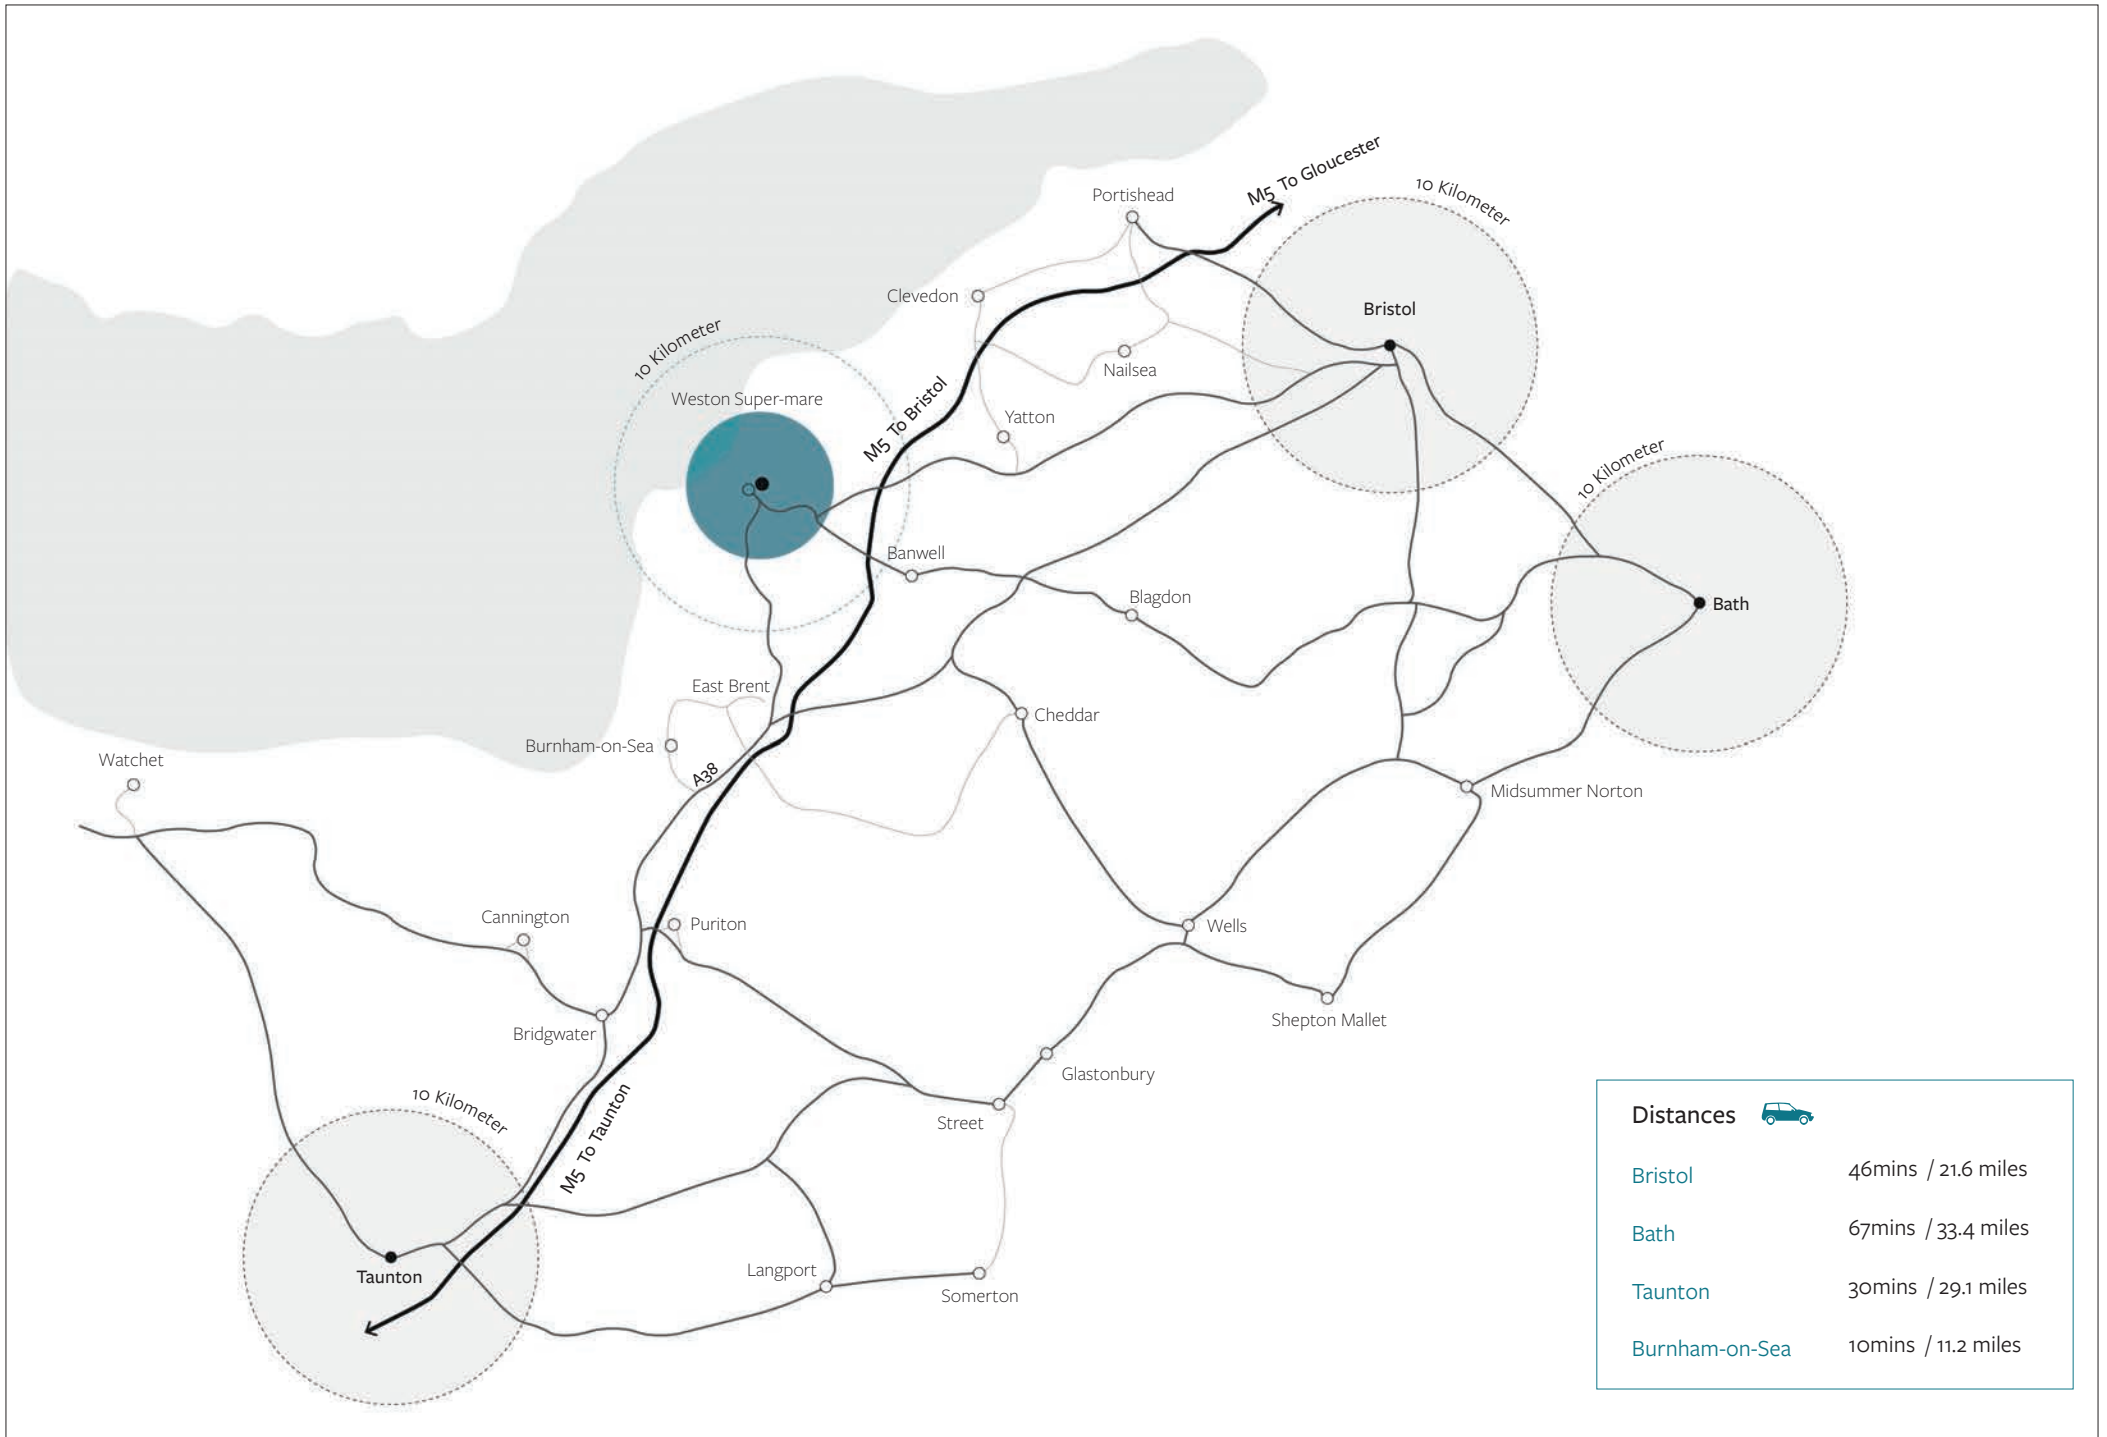 M5 To Gloucester
10 Kilometer
Portishead
Clevedon
Bristol
10 Kilometer
Nailsea
Weston Super-mare
M5 To Bristol
Yatton
10 Kilometer
Banwell
Blagdon
Bath
East Brent
Cheddar
Burnham-on-Sea
A38
Watchet
Midsummer Norton
Cannington
Puriton
Wells
Bridgwater
Shepton Mallet
Glastonbury
10 Kilometer
M5 To Taunton
Street
Taunton
Langport
Somerton
Distances
Bristol 46mins / 21.6 miles
Bath 67mins / 33.4 miles
Taunton 30mins / 29.1 miles
Burnham-on-Sea 10mins / 11.2 miles